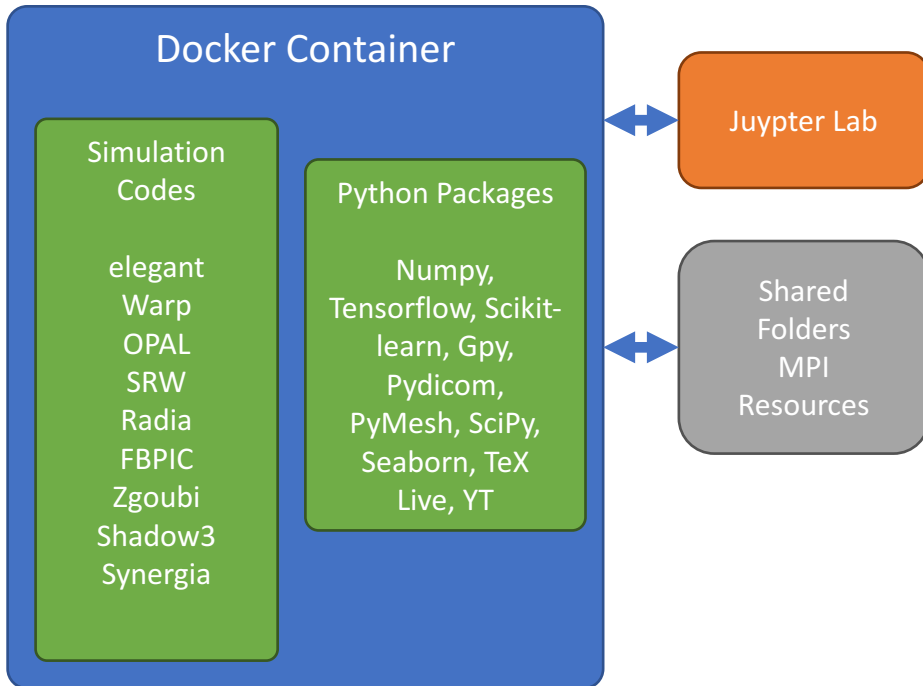 Docker Container
Simulation
Codes
elegant
Warp
OPAL
SRW
Radia
FBPIC
Zgoubi
Shadow3
Synergia
Python Packages
Numpy,
Tensorflow, Scikit-
learn, Gpy,
Pydicom,
PyMesh, SciPy,
Seaborn, TeX
Live, YT
Juypter Lab
Shared
Folders
MPI
Resources